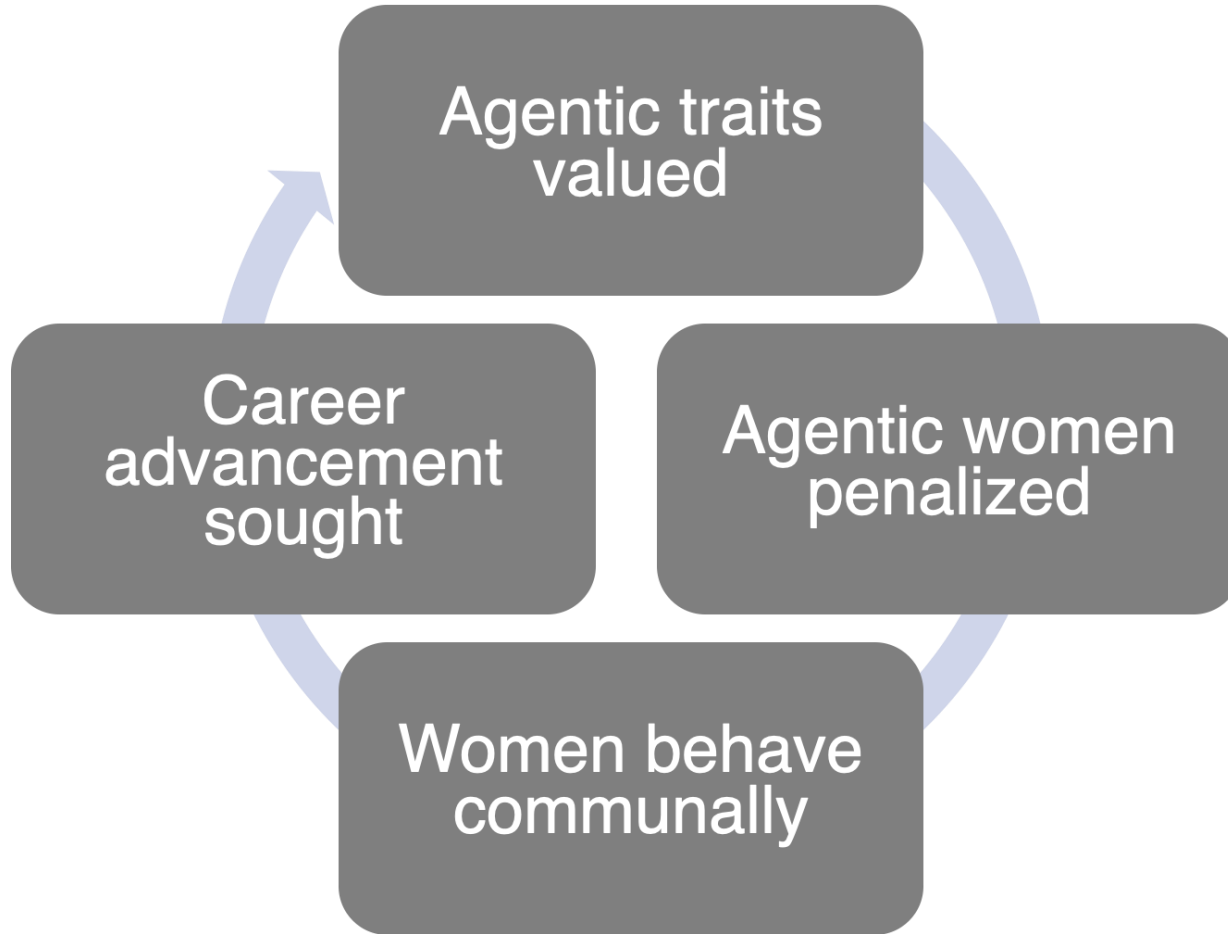 Agentic traits
valued
Agentic women
penalized
Women behave
communally
Career
advancement
sought